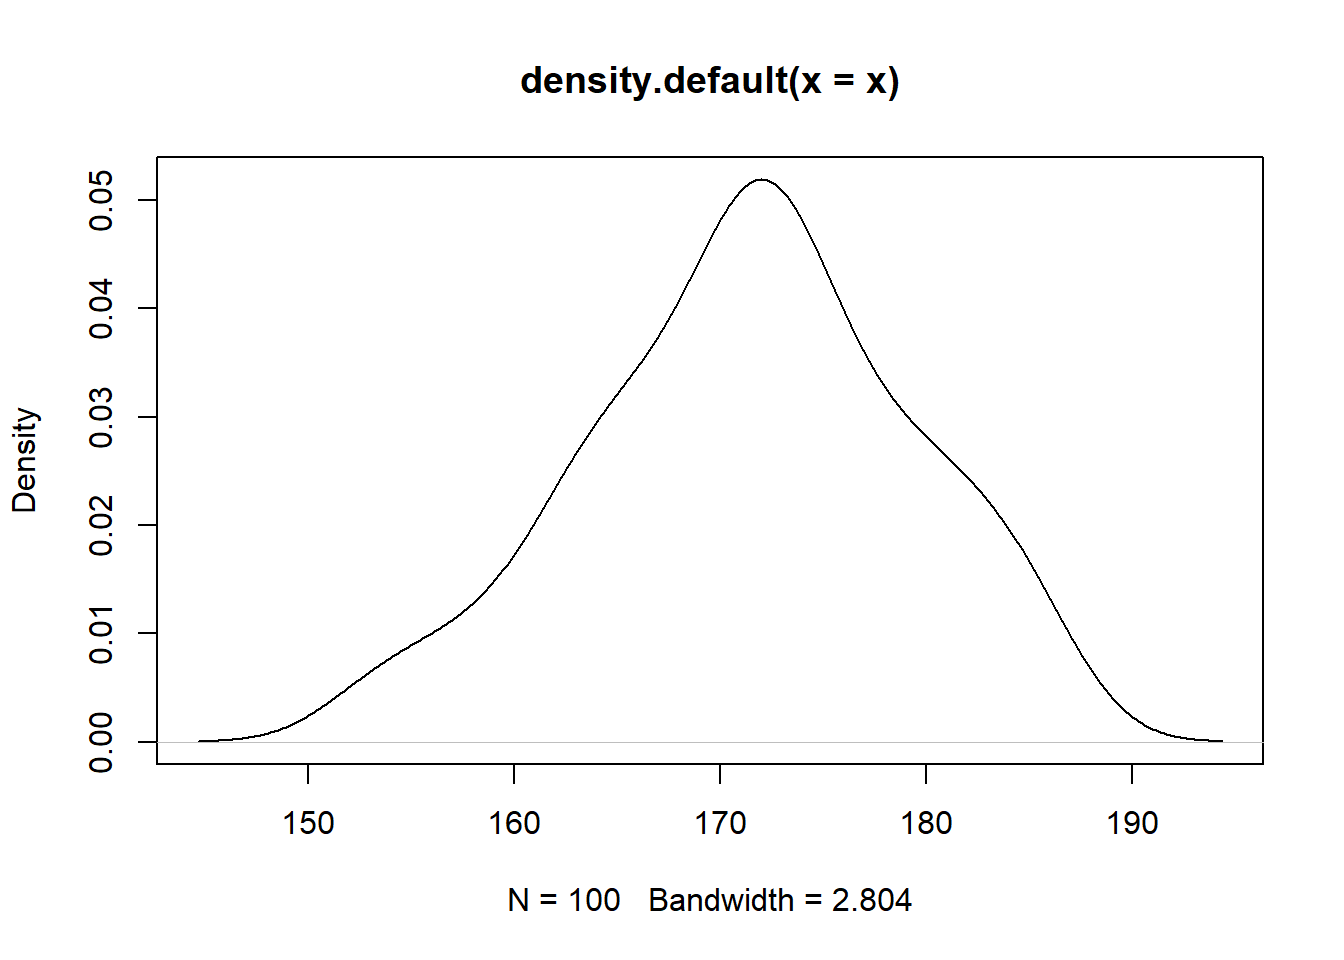 density.default(x = x)
Density
0.05
0.04
0.03
0.02
0.01
0.00
150 160 170 180 190
N = 100 Bandwidth = 2.804